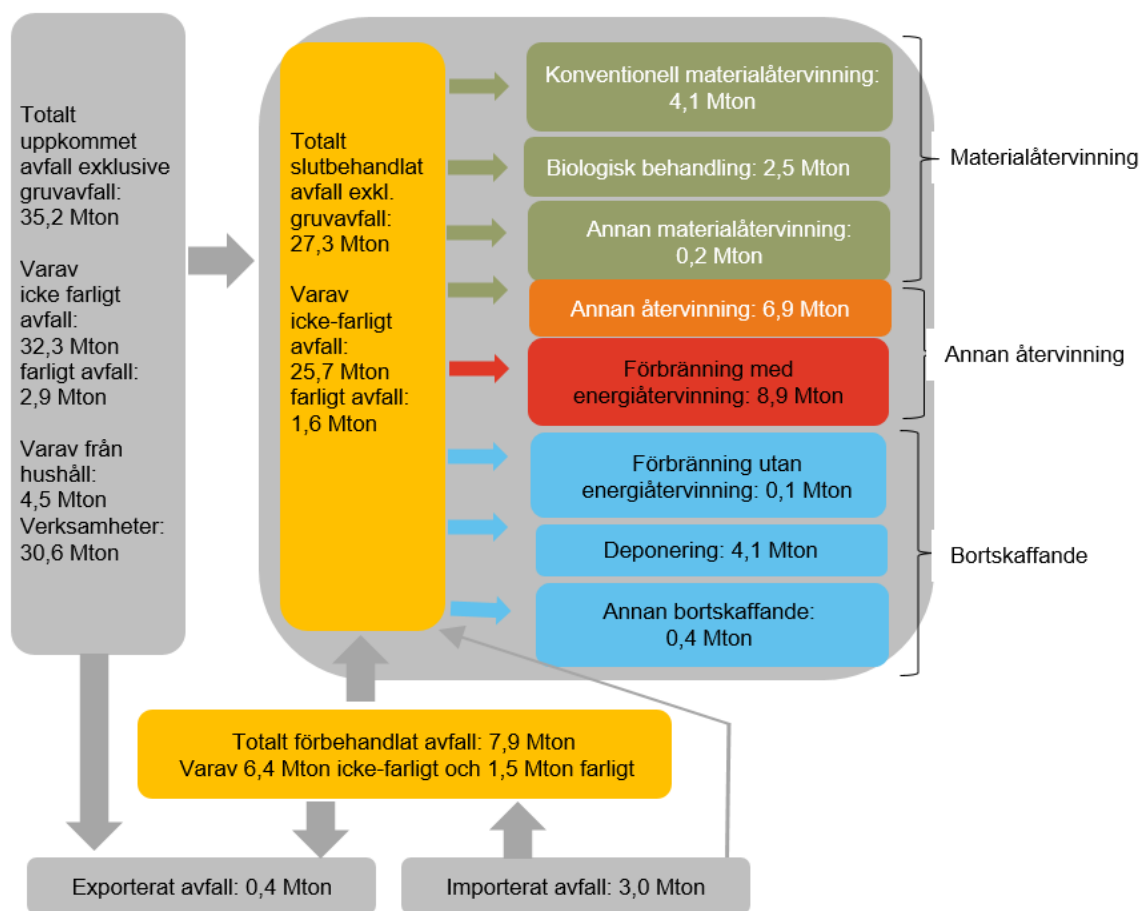 Totalt
uppkommet
avfall exklusive
gruvavfall:
35,2 Mton
Varav
icke farligt
avfall:
32,3 Mton
farligt avfall:
2,9 Mton
Varav från
hushåll:
4,5 Mton
Verksamheter:
30,6 Mton
Totalt
slutbehandlat
avfall exkl.
gruvavfall:
27,3 Mton
Varav
icke-farligt
avfall:
25,7 Mton
farligt avfall:
1,6 Mton
Konventionell materialåtervinning:
4,1 Mton
Biologisk behandling: 2,5 Mton
Annan materialåtervinning:
0,2 Mton
Annan återvinning: 6,9 Mton
Förbränning med
energiåtervinning: 8,9 Mton
Förbränning utan
energiåtervinning: 0,1 Mton
Deponering: 4,1 Mton
Annan bortskaffande:
0,4 Mton
Materialåtervinning
Annan återvinning
Bortskaffande
Totalt förbehandlat avfall: 7,9 Mton
Varav 6,4 Mton icke-farligt och 1,5 Mton farligt
Exporterat avfall: 0,4 Mton
Importerat avfall: 3,0 Mton